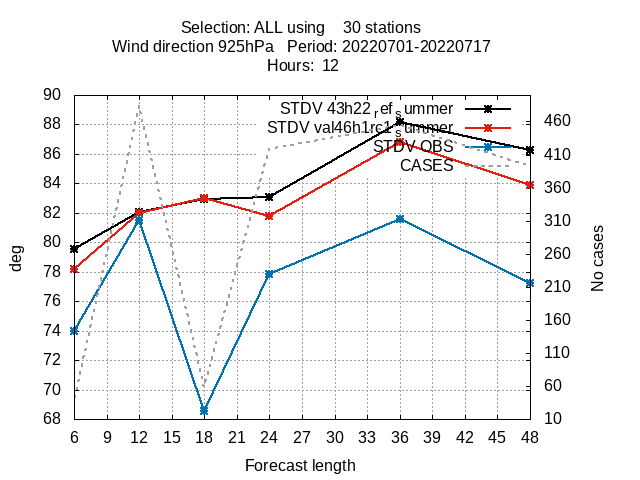 Selection: ALL using    30 stations
Wind direction 925hPa   Period: 20220701-20220717
Hours:  12
STDV 43h22_ref_summer
STDV val46h1rc1_summer
STDV OBS
CASES
deg
90
88
86
84
82
80
78
76
74
72
70
68
460
410
360
310
260
210
160
110
60
10
No cases
6 9 12 15 18 21 24 27 30 33 36 39 42 45 48
Forecast length